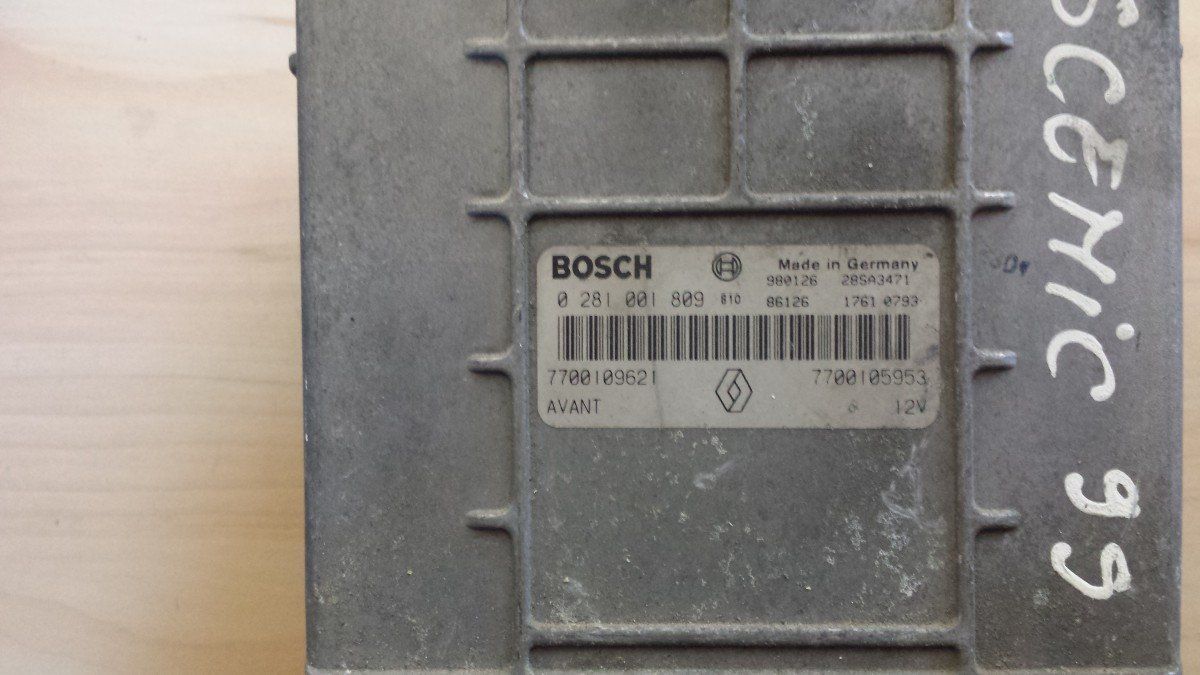 BOSCH Made in Germany
980126 28SA3471
0 281 001 809 810 86126 1761 0793
7700109621 7700105953
AVANT 6 12V
SCENiC 99